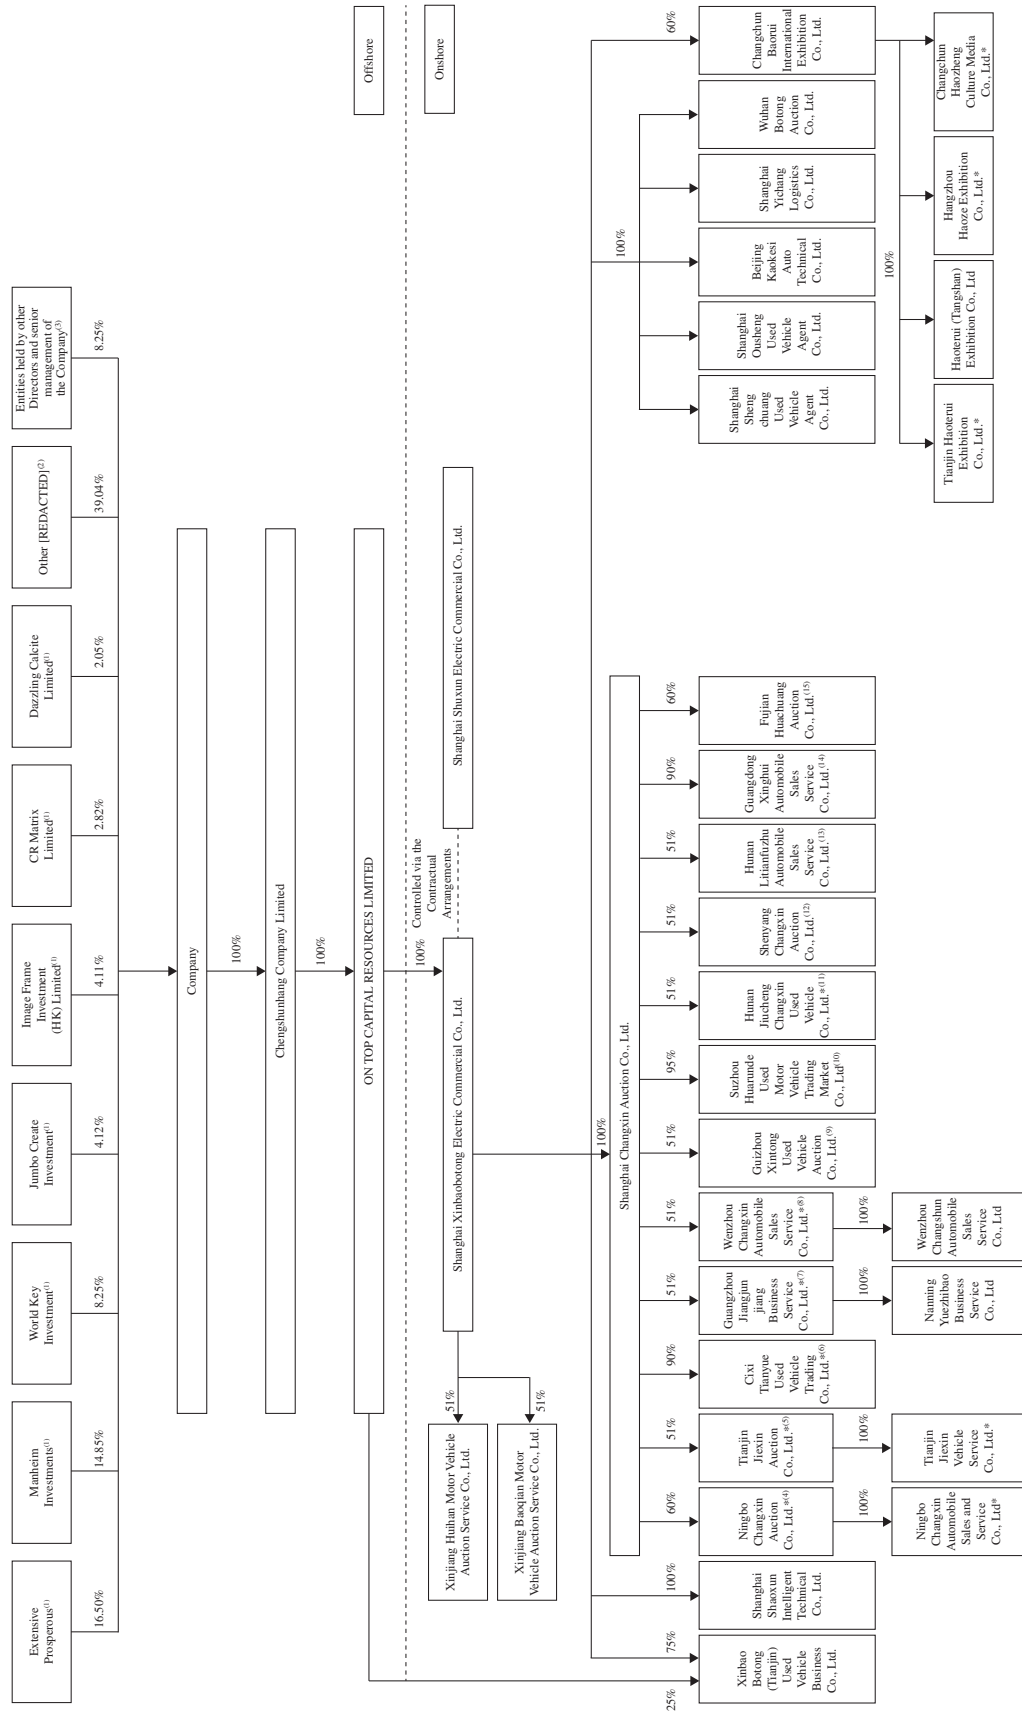 Extensive
Prosperous(1)
Manheim
Investments(1)
World Key
Investment(1)
Jumbo Create
Investment(1)
Image Frame
Investment
(HK) Limited(1)
CR Matrix
Limited(1)
Dazzling Calcite
Limited(1)
Other [REDACTED](2)
Entities held by other
Directors and senior
management of
the Company(3)
16.50%
14.85%
8.25%
4.12%
4.11%
2.82%
2.05%
39.04%
8.25%
Company
100%
Chengshunhang Company Limited
100%
ON TOP CAPITAL RESOURCES LIMITED
Offshore
Onshore
100%
Controlled via the
Contractual
Arrangements
Shanghai Xinbaobotong Electric Commercial Co., Ltd.
Shanghai Shuxun Electric Commercial Co., Ltd.
51%
Xinjiang Huihan Motor Vehicle
Auction Service Co., Ltd.
51%
Xinjiang Baoqian Motor
Vehicle Auction Service Co., Ltd.
100%
Shanghai Changxin Auction Co., Ltd.
100%
25%
75%
100%
60%
51%
90%
51%
51%
51%
95%
51%
51%
51%
90%
60%
60%
Xinbao
Botong
(Tianjin)
Used
Vehicle
Business
Co., Ltd.
Shanghai
Shaoxun
Intelligent
Technical
Co., Ltd.
Ningbo
Changxin
Auction
Co., Ltd.*(4)
Tianjin
Jiexin
Auction
Co., Ltd.*(5)
Cixi
Tianyue
Used
Vehicle
Trading
Co., Ltd.*(6)
Guangzhou
Jiangjun
jiang
Business
Service
Co., Ltd.*(7)
Wenzhou
Changxin
Automobile
Sales
Service
Co., Ltd.*(8)
Guizhou
Xintong
Used
Vehicle
Auction
Co., Ltd.(9)
Suzhou
Huarunde
Used
Motor
Vehicle
Trading
Market
Co., Ltd(10)
Hunan
Jiucheng
Changxin
Used
Vehicle
Co., Ltd.*(11)
Shenyang
Changxin
Auction
Co., Ltd.(12)
Hunan
Litianfuzhu
Automobile
Sales
Service
Co., Ltd.(13)
Guangdong
Xinghui
Automobile
Sales
Service
Co., Ltd.(14)
Fujian
Huachuang
Auction
Co., Ltd.(15)
Shanghai
Sheng
chuang
Used
Vehicle
Agent
Co., Ltd.
Shanghai
Ousheng
Used
Vehicle
Agent
Co., Ltd.
Beijing
Kaokesi
Auto
Technical
Co., Ltd.
Shanghai
Yichang
Logistics
Co., Ltd.
Wuhan
Botong
Auction
Co., Ltd.
Changchun
Baorui
International
Exhibition
Co., Ltd.
100%
100%
100%
100%
100%
Ningbo
Changxin
Automobile
Sales and
Service
Co., Ltd*
Tianjin
Jiexin
Vehicle
Service
Co., Ltd.*
Nanning
Yuezhibao
Business
Service
Co., Ltd
Wenzhou
Changshun
Automobile
Sales
Service
Co., Ltd
Tianjin Haoterui
Exhibition
Co., Ltd.*
Haoterui (Tangshan)
Exhibition Co., Ltd
Hangzhou
Haoze Exhibition
Co., Ltd.*
Changchun
Haozheng
Culture Media
Co., Ltd.*